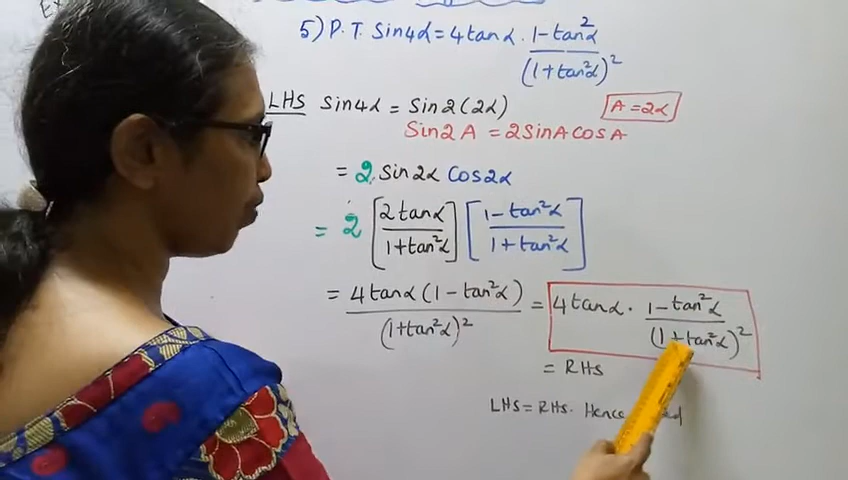 Ex
5) P.T. Sin4α = 4tanα . (1-tan²α)/(1+tan²α)²
LHS Sin4α = Sin2(2α) A = 2α
Sin2A = 2SinA COSA
= 2. Sin2α Cos2α
= 2 [2tanα/(1+tan²α)] [(1-tan²α)/(1+tan²α)]
= 4tanα(1-tan²α)/(1+tan²α)² = 4tanα . (1-tan²α)/(1+tan²α)²
= RHS
LHS = RHS. Hence